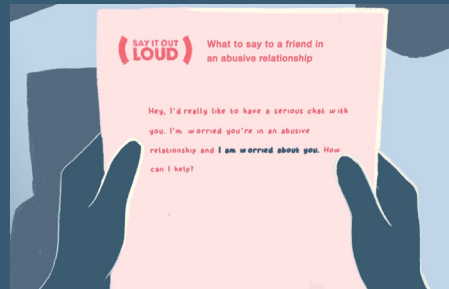 SAY IT OUT
LOUD
What to say to a friend in
an abusive relationship
Hey, I'd really like to have a serious chat with
you. I'm worried you're in an abusive
relationship and I am worried about you. How
can I help?